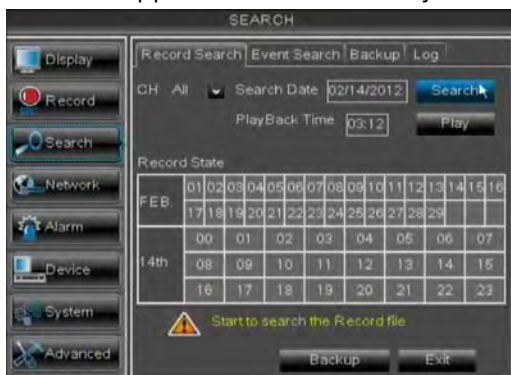 SEARCH
Display
Record
Search
Network
Alarm
Device
System
Advanced
Record Search Event Search Backup Log
CH All Search Date 02/14/2012 Search
PlayBack Time 03:12 Play
Record State
FEB. 01 02 03 04 05 06 07 08 09 10 11 12 13 14 15 16
17 18 19 20 21 22 23 24 25 26 27 28 29
14th 00 01 02 03 04 05 06 07
08 09 10 11 12 13 14 15
16 17 18 19 20 21 22 23
Start to search the Record file
Backup Exit